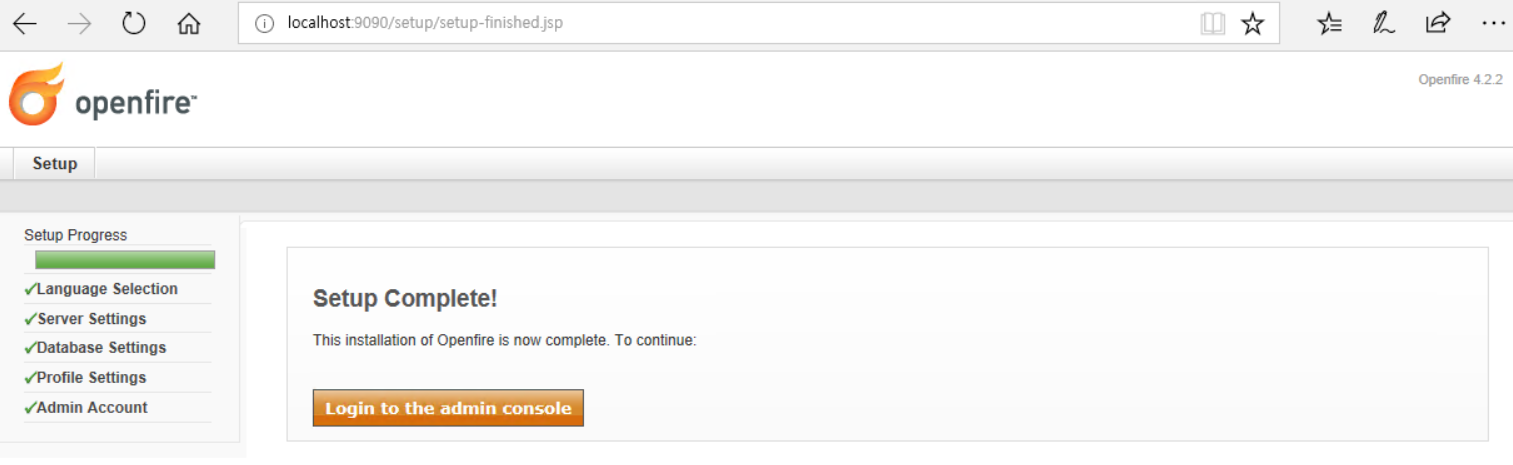 localhost:9090/setup/setup-finished.jsp
openfire™
Openfire 4.2.2
Setup
Setup Progress
Language Selection
Server Settings
Database Settings
Profile Settings
Admin Account
Setup Complete!
This installation of Openfire is now complete. To continue:
Login to the admin console